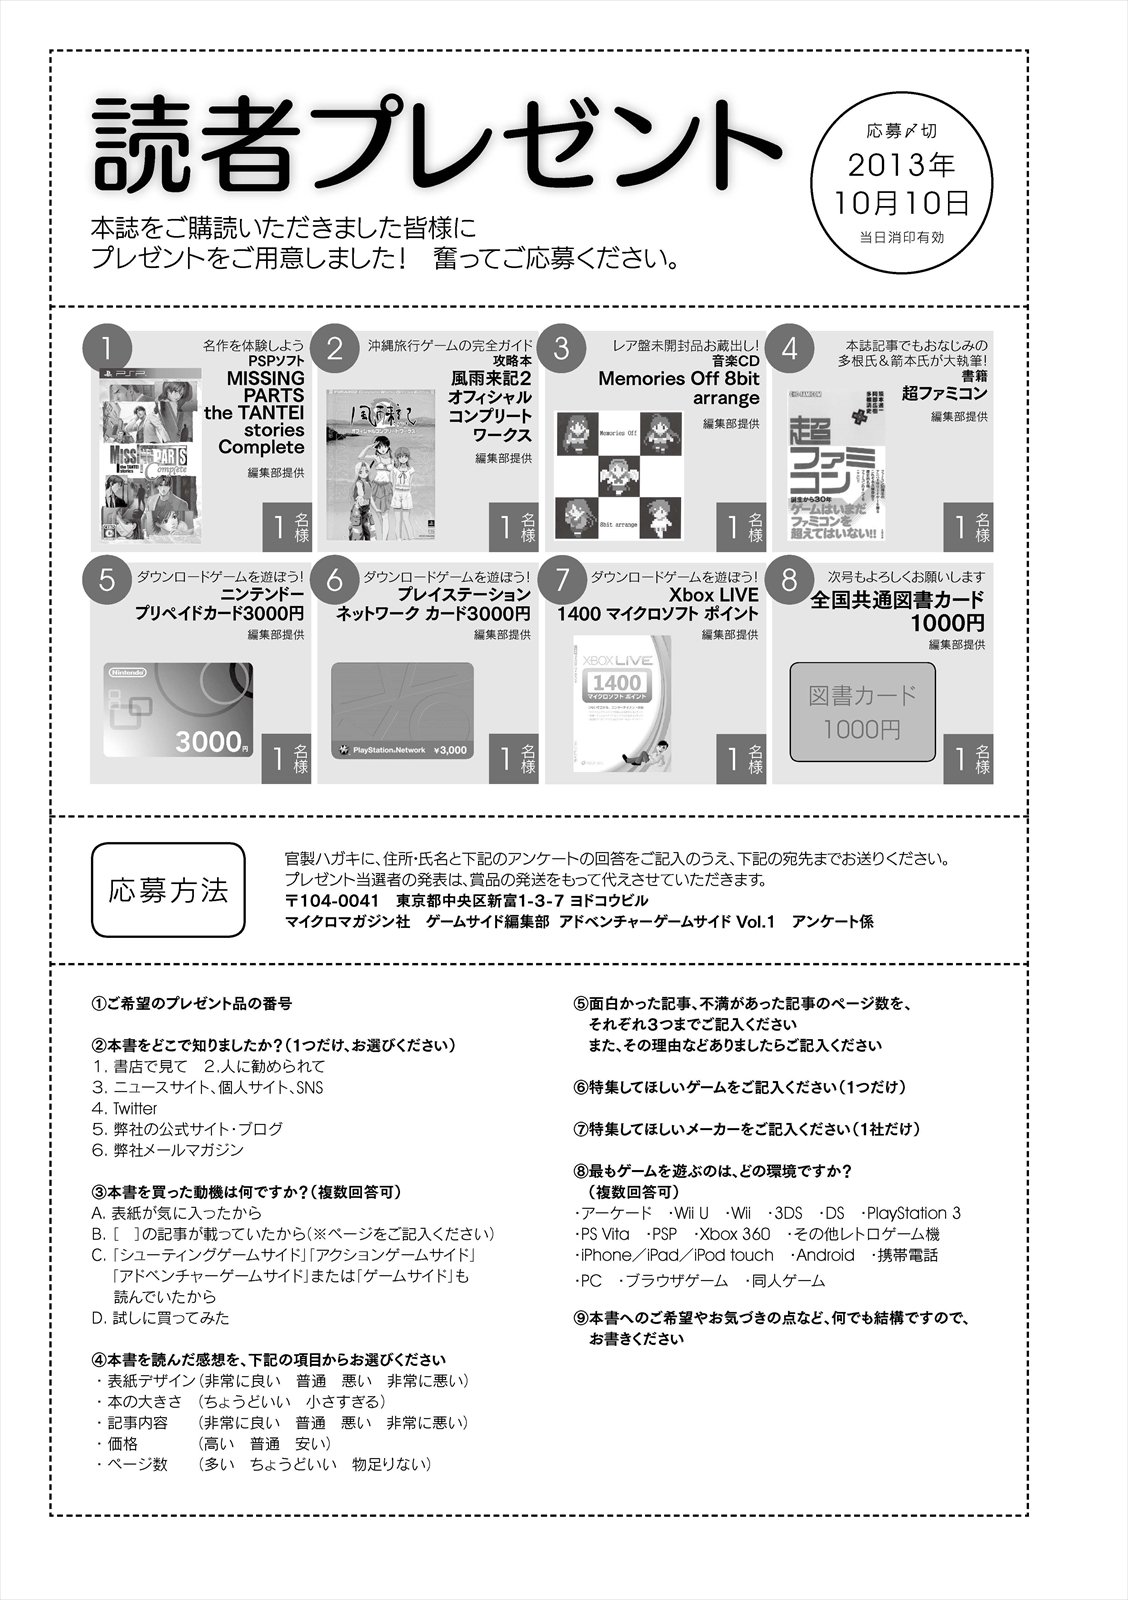 読者プレゼント
本誌をご購読いただきました皆様に
プレゼントをご用意しました！　奮ってご応募ください。
応募〆切
2013年
10月10日
当日消印有効
1
名作を体験しよう
PSPソフト
MISSING
PARTS
the TANTEI
stories
Complete
編集部提供
1名様
2
沖縄旅行ゲームの完全ガイド
攻略本
風雨来記2
オフィシャル
コンプリート
ワークス
編集部提供
1名様
3
レア盤未開封品お蔵出し！
音楽CD
Memories Off 8bit
arrange
編集部提供
Memories Off
8bit arrange
1名様
4
本誌記事でもおなじみの
多根氏＆箭本氏が大執筆！
書籍
超ファミコン
編集部提供
超
ファミ
コン
誕生から30年
ゲームはいまだ
ファミコンを
超えてはいない!!
1名様
5
ダウンロードゲームを遊ぼう！
ニンテンドー
プリペイドカード3000円
編集部提供
Nintendo
3000円
1名様
6
ダウンロードゲームを遊ぼう！
プレイステーション
ネットワーク カード3000円
編集部提供
PlayStation.Network ¥3,000
1名様
7
ダウンロードゲームを遊ぼう！
Xbox LIVE
1400 マイクロソフト ポイント
編集部提供
XBOX LIVE
1400
マイクロソフト ポイント
1名様
8
次号もよろしくお願いします
全国共通図書カード
1000円
編集部提供
図書カード
1000円
1名様
応募方法
官製ハガキに、住所・氏名と下記のアンケートの回答をご記入のうえ、下記の宛先までお送りください。
プレゼント当選者の発表は、賞品の発送をもって代えさせていただきます。
〒104-0041　東京都中央区新富1-3-7 ヨドコウビル
マイクロマガジン社　ゲームサイド編集部 アドベンチャーゲームサイド Vol.1　アンケート係
①ご希望のプレゼント品の番号
②本書をどこで知りましたか？（1つだけ、お選びください）
1. 書店で見て　2.人に勧められて
3. ニュースサイト、個人サイト、SNS
4. Twitter
5. 弊社の公式サイト・ブログ
6. 弊社メールマガジン
③本書を買った動機は何ですか？（複数回答可）
A. 表紙が気に入ったから
B.［　］の記事が載っていたから（※ページをご記入ください）
C.「シューティングゲームサイド」「アクションゲームサイド」
「アドベンチャーゲームサイド」または「ゲームサイド」も
読んでいたから
D. 試しに買ってみた
④本書を読んだ感想を、下記の項目からお選びください
・表紙デザイン（非常に良い　普通　悪い　非常に悪い）
・本の大きさ　（ちょうどいい　小さすぎる）
・記事内容　　（非常に良い　普通　悪い　非常に悪い）
・価格　　　　（高い　普通　安い）
・ページ数　　（多い　ちょうどいい　物足りない）
⑤面白かった記事、不満があった記事のページ数を、
それぞれ3つまでご記入ください
また、その理由などありましたらご記入ください
⑥特集してほしいゲームをご記入ください（1つだけ）
⑦特集してほしいメーカーをご記入ください（1社だけ）
⑧最もゲームを遊ぶのは、どの環境ですか？
（複数回答可）
・アーケード　・Wii U　・Wii　・3DS　・DS　・PlayStation 3
・PS Vita　・PSP　・Xbox 360　・その他レトロゲーム機
・iPhone／iPad／iPod touch　・Android　・携帯電話
・PC　・ブラウザゲーム　・同人ゲーム
⑨本書へのご希望やお気づきの点など、何でも結構ですので、
お書きください